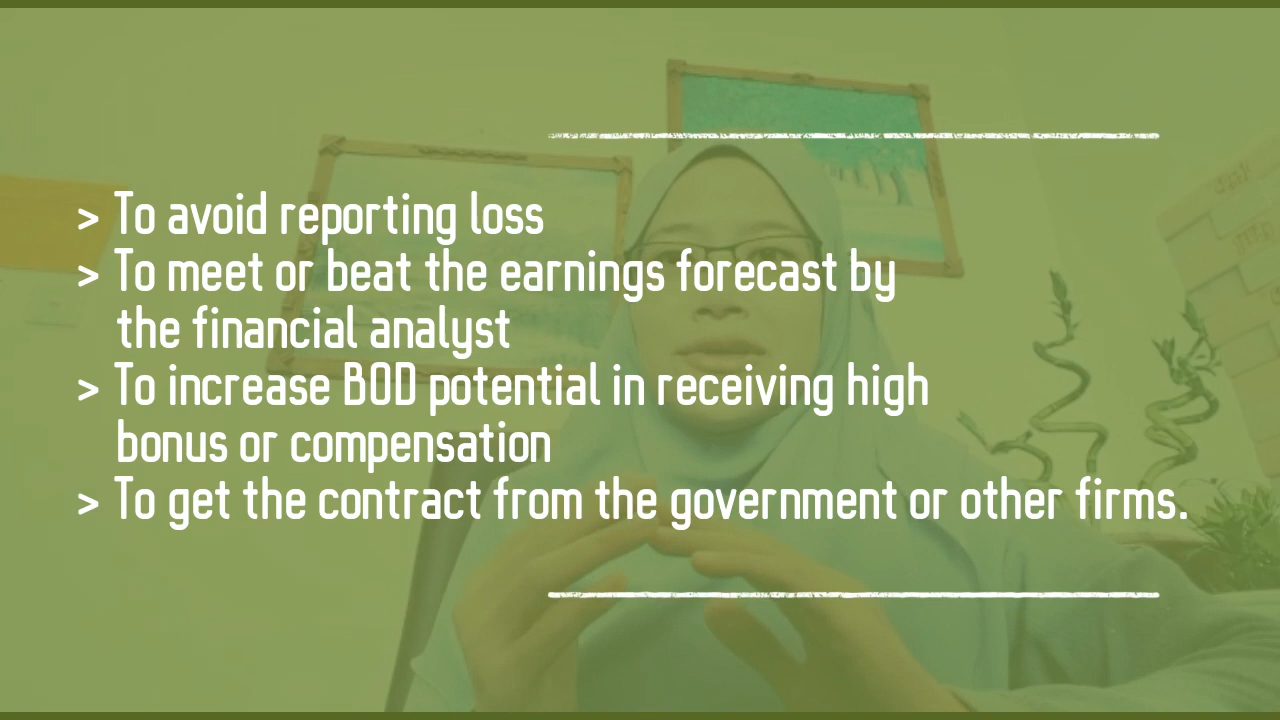 > To avoid reporting loss
> To meet or beat the earnings forecast by
the financial analyst
> To increase BOD potential in receiving high
bonus or compensation
> To get the contract from the government or other firms.